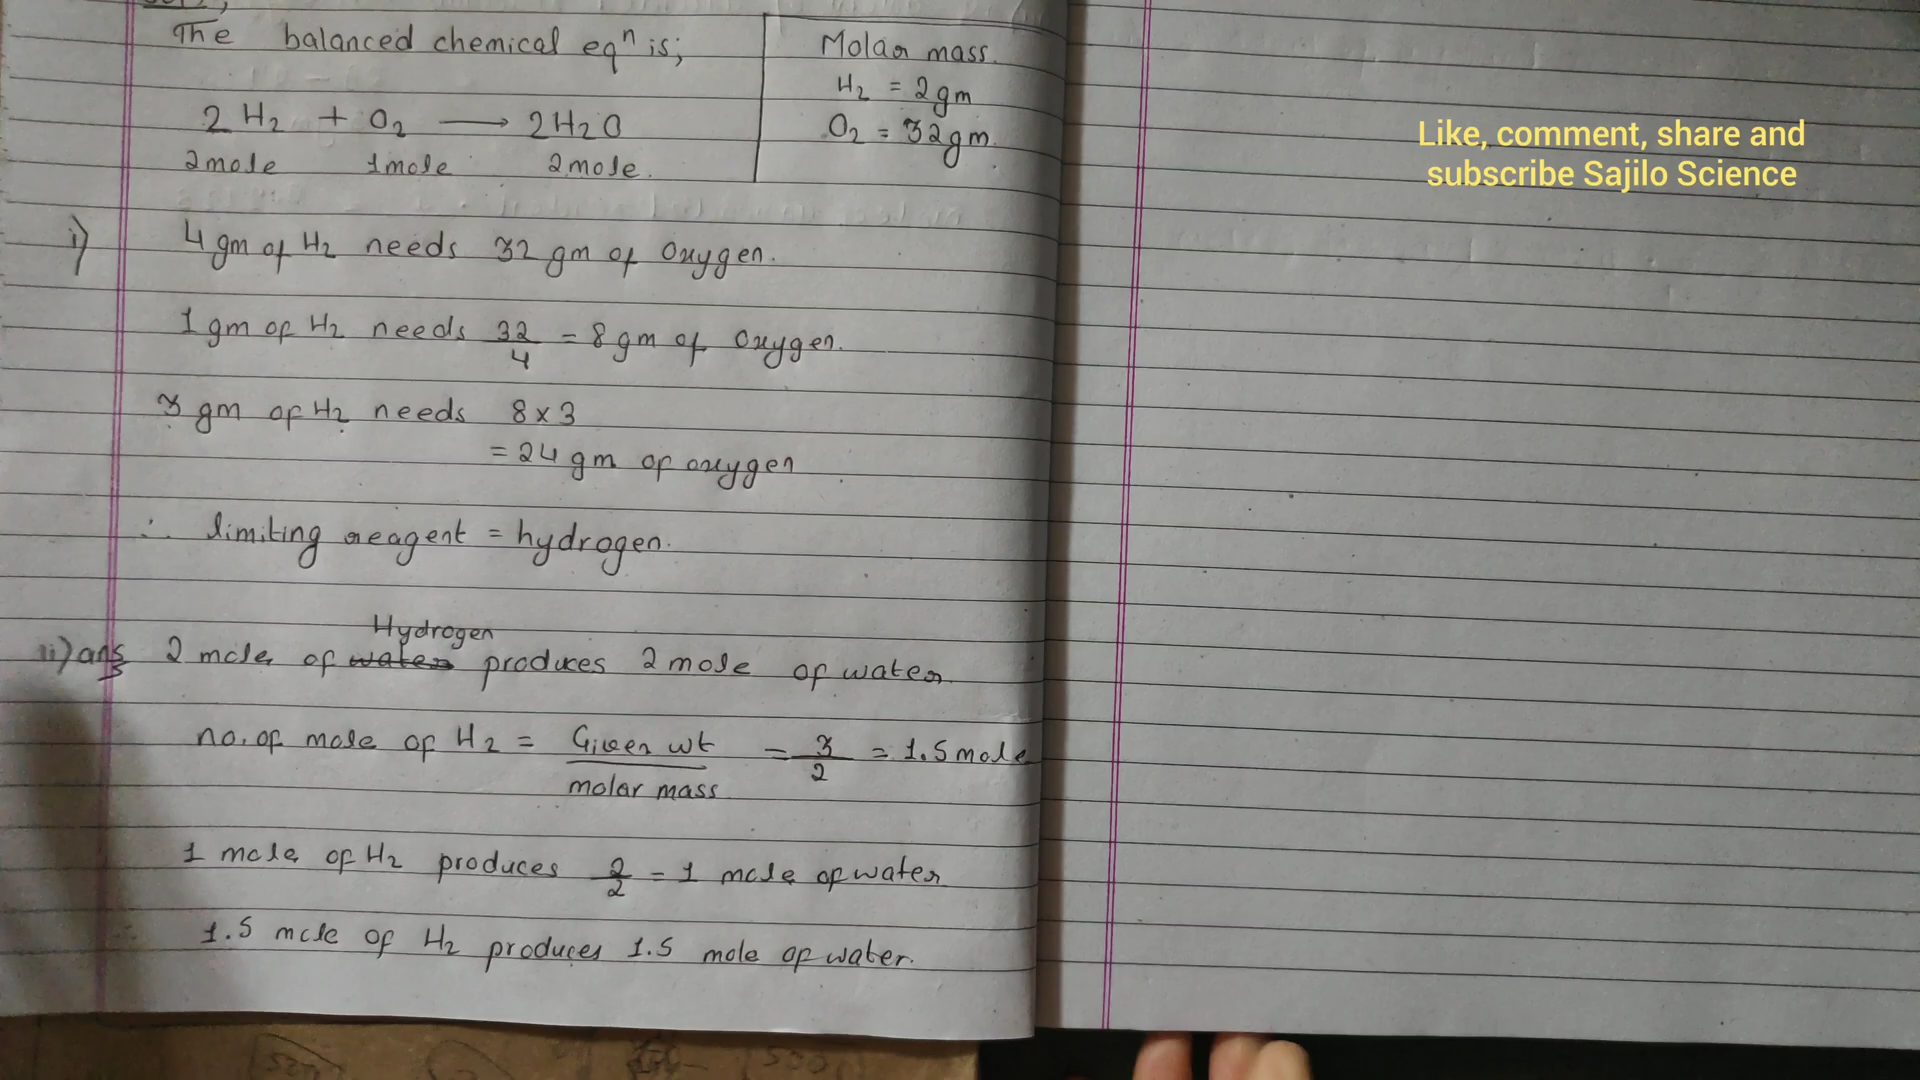 The balanced chemical eqⁿ is;
2H₂ + O₂ ⟶ 2H₂O
2mole 1mole 2mole.
Molar mass.
H₂ = 2gm
O₂ = 32gm.
i) 4 gm of H₂ needs 32 gm of Oxygen.
1 gm of H₂ needs 32/4 = 8 gm of Oxygen.
3 gm of H₂ needs 8 x 3
= 24 gm of oxygen
∴ limiting reagent = hydrogen.
Hydrogen
ii) ans 2 mole of water produces 2 mole of water.
no. of mole of H₂ = Given wt / molar mass = 3/2 = 1.5 mole
1 mole of H₂ produces 2/2 = 1 mole of water
1.5 mole of H₂ produces 1.5 mole of water.
Like, comment, share and
subscribe Sajilo Science